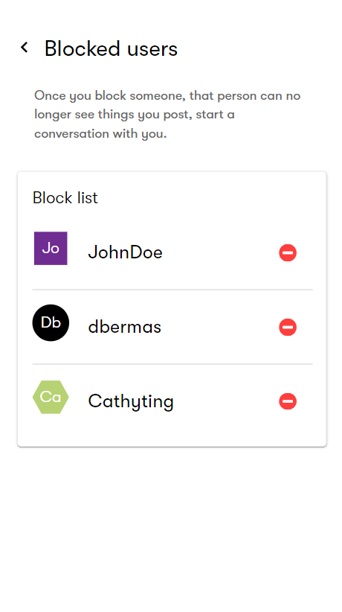 Blocked users
Once you block someone, that person can no
longer see things you post, start a
conversation with you.
Block list
Jo JohnDoe
Db dbermas
Ca Cathyting